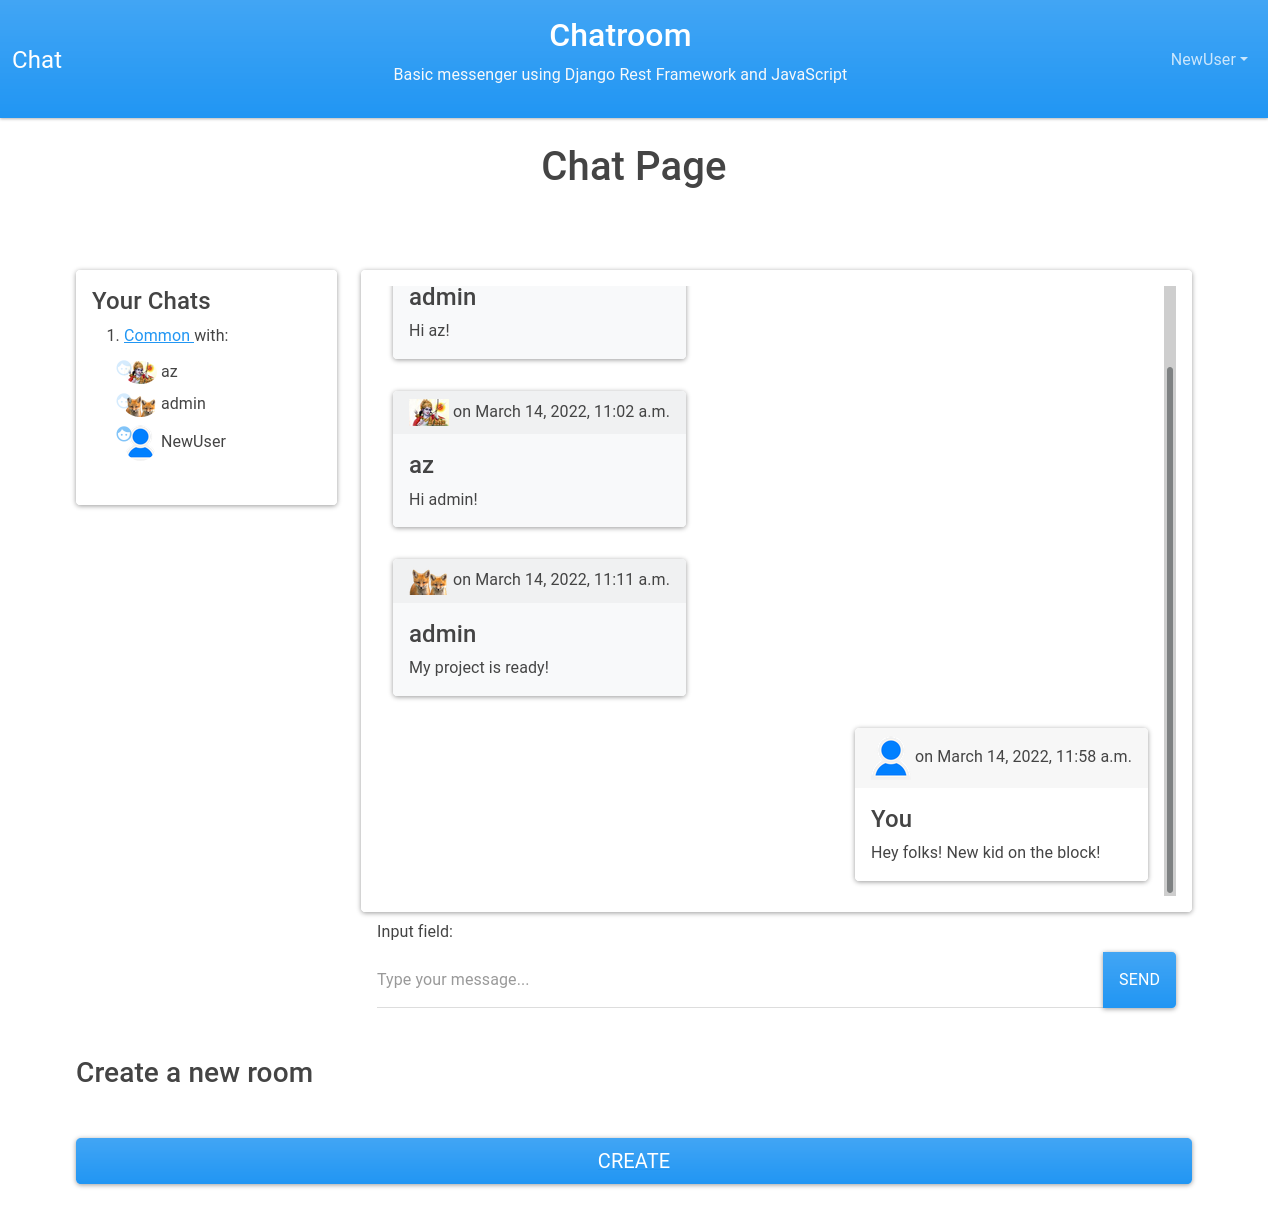 Chat
Chatroom
Basic messenger using Django Rest Framework and JavaScript
NewUser
Chat Page
Your Chats
1. Common with:
az
admin
NewUser
admin
Hi az!
on March 14, 2022, 11:02 a.m.
az
Hi admin!
on March 14, 2022, 11:11 a.m.
admin
My project is ready!
on March 14, 2022, 11:58 a.m.
You
Hey folks! New kid on the block!
Input field:
Type your message...
SEND
Create a new room
CREATE